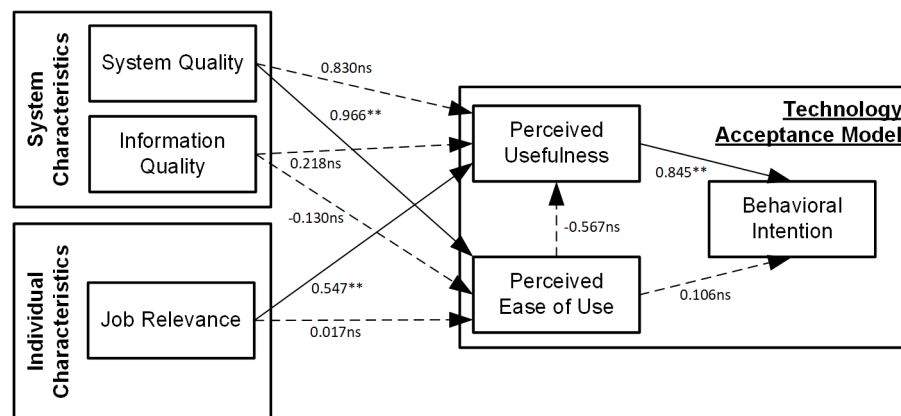 System
Characteristics
System Quality
Information
Quality
Individual
Characteristics
Job Relevance
0.830ns
0.966**
0.218ns
-0.130ns
0.547**
0.017ns
Technology
Acceptance Model
Perceived
Usefulness
0.845**
Behavioral
Intention
-0.567ns
Perceived
Ease of Use
0.106ns